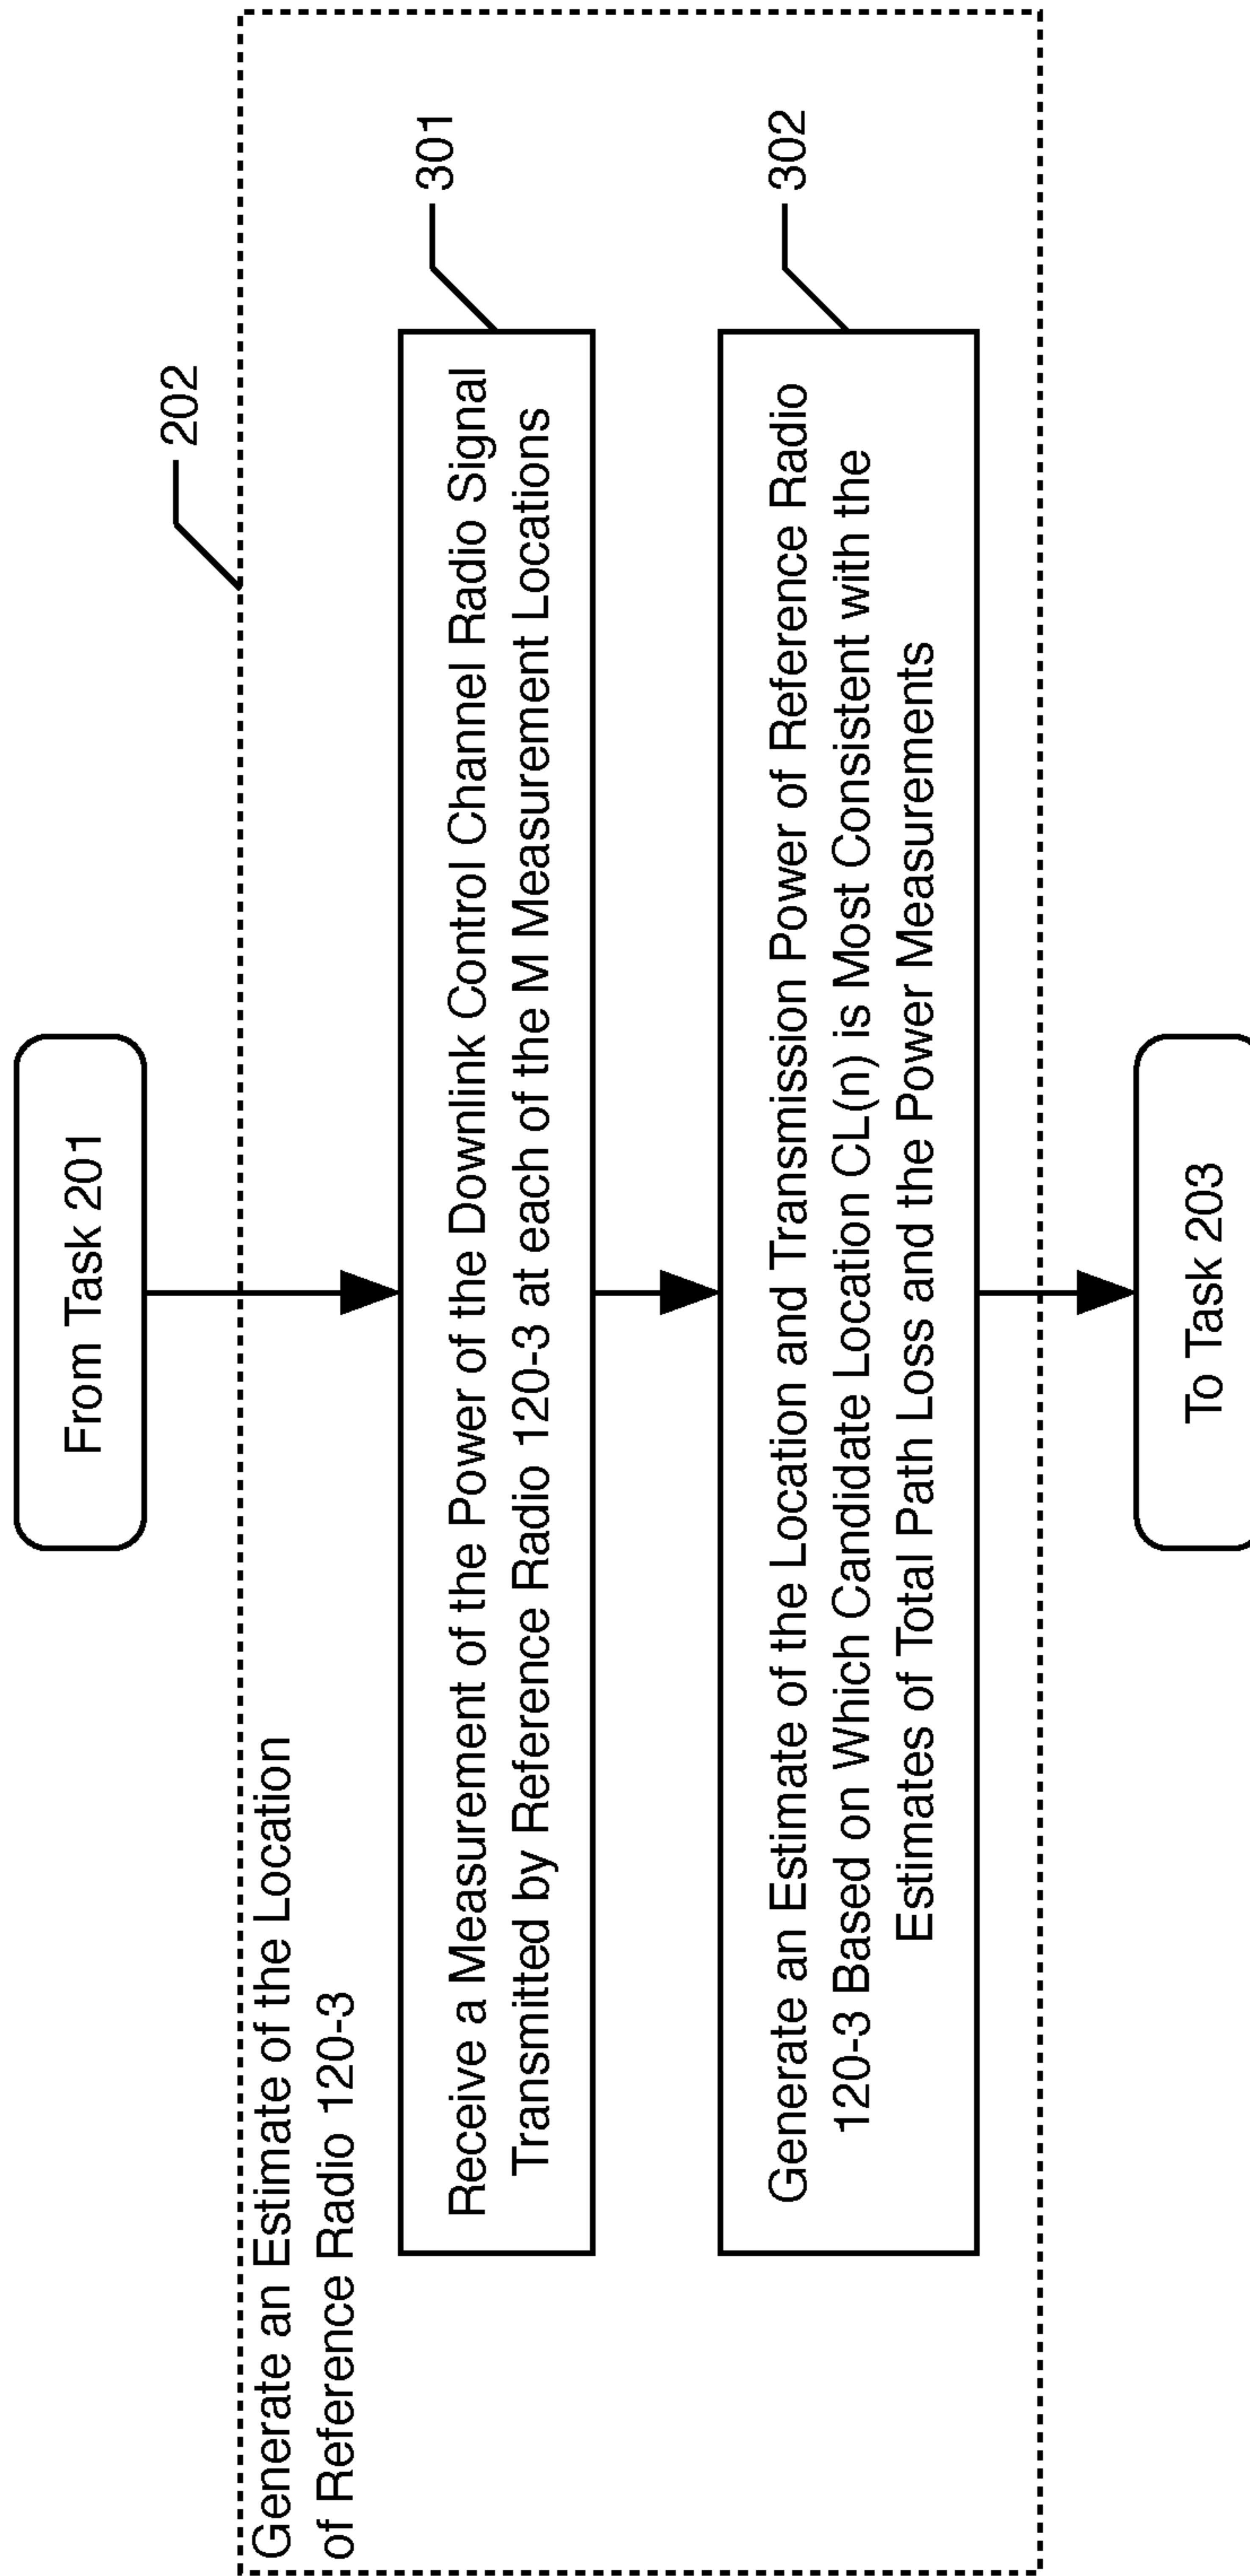 From Task 201
202
Generate an Estimate of the Location
of Reference Radio 120-3
301
Receive a Measurement of the Power of the Downlink Control Channel Radio Signal
Transmitted by Reference Radio 120-3 at each of the M Measurement Locations
302
Generate an Estimate of the Location and Transmission Power of Reference Radio
120-3 Based on Which Candidate Location CL(n) is Most Consistent with the
Estimates of Total Path Loss and the Power Measurements
To Task 203